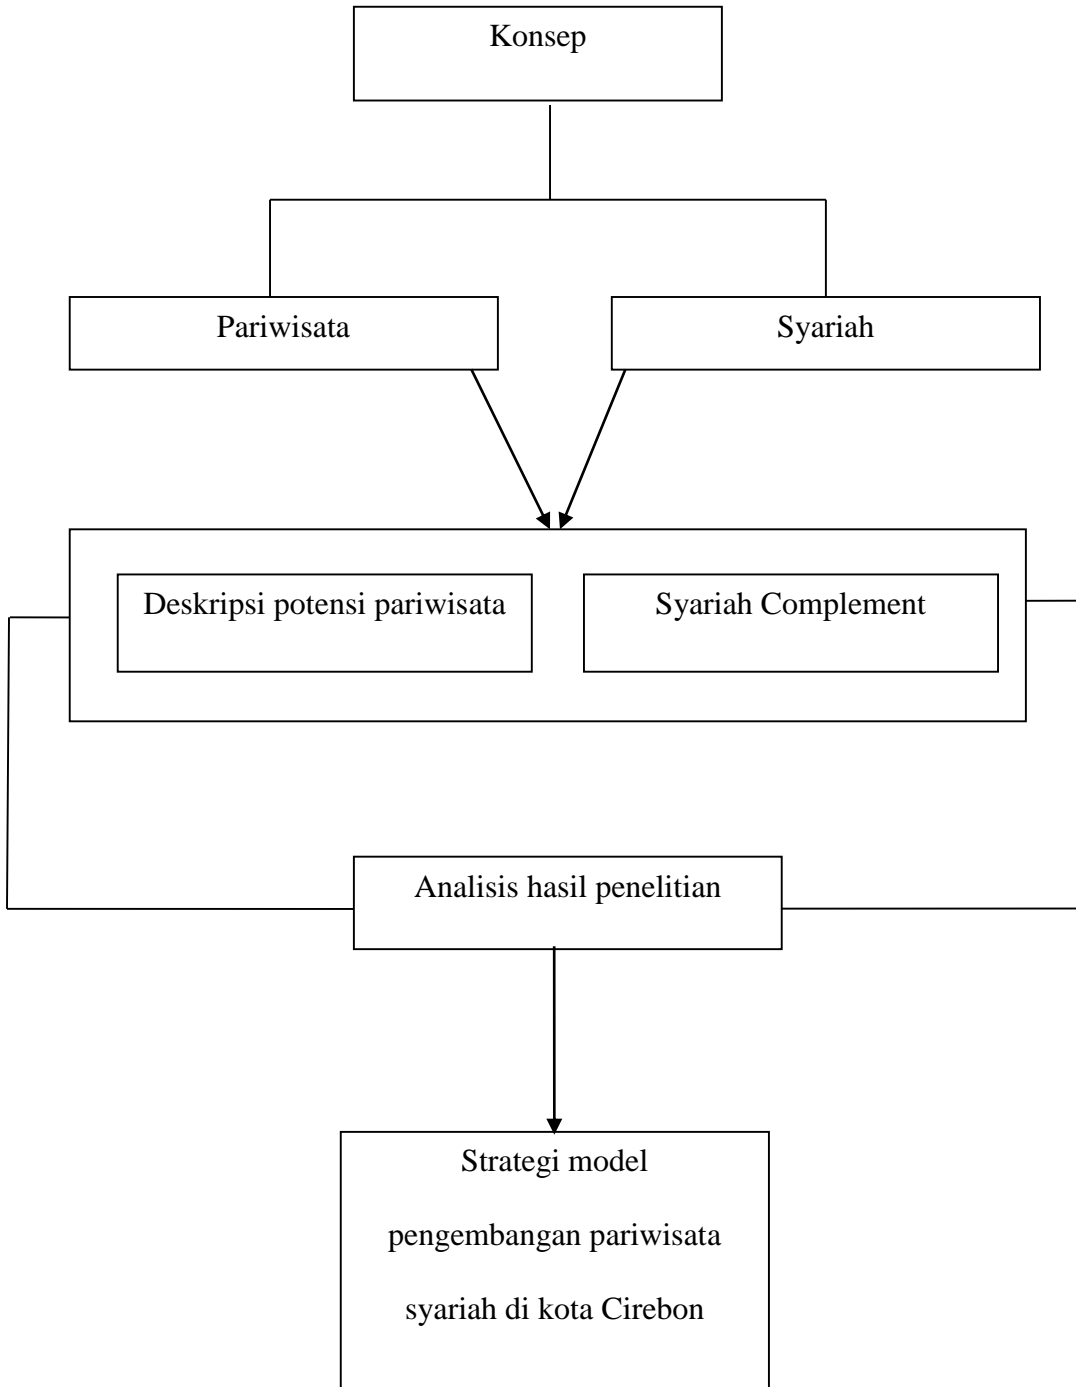 Konsep
Pariwisata
Syariah
Deskripsi potensi pariwisata
Syariah Complement
Analisis hasil penelitian
Strategi model
pengembangan pariwisata
syariah di kota Cirebon